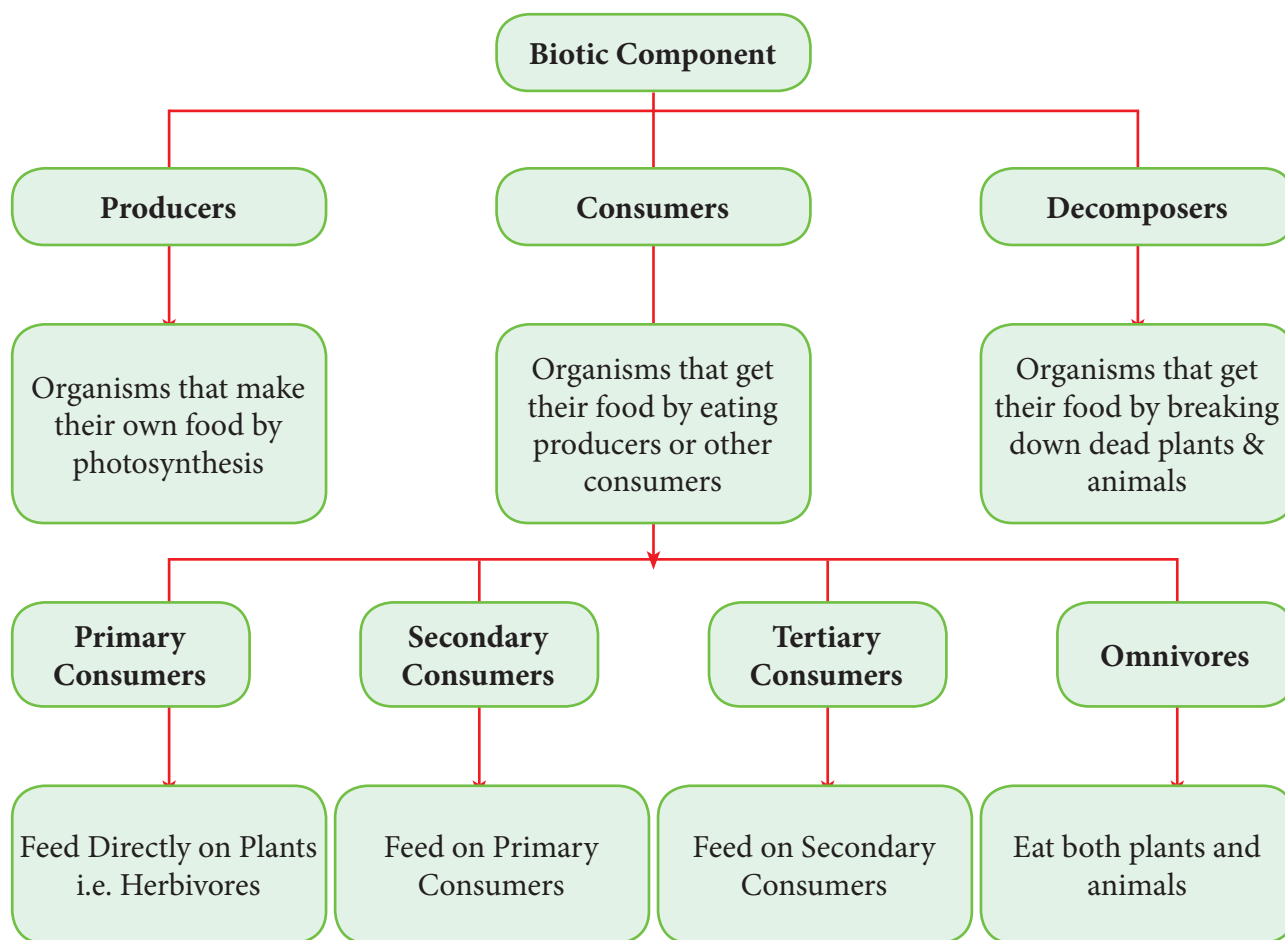 Biotic Component
Producers
Consumers
Decomposers
Organisms that make
their own food by
photosynthesis
Organisms that get
their food by eating
producers or other
consumers
Organisms that get
their food by breaking
down dead plants &
animals
Primary
Consumers
Secondary
Consumers
Tertiary
Consumers
Omnivores
Feed Directly on Plants
i.e. Herbivores
Feed on Primary
Consumers
Feed on Secondary
Consumers
Eat both plants and
animals